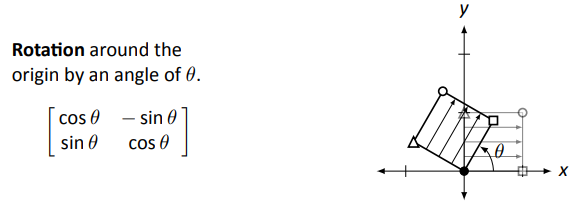 Rotation around the
origin by an angle of θ.
cos θ − sin θ
sin θ cos θ
y
θ
x